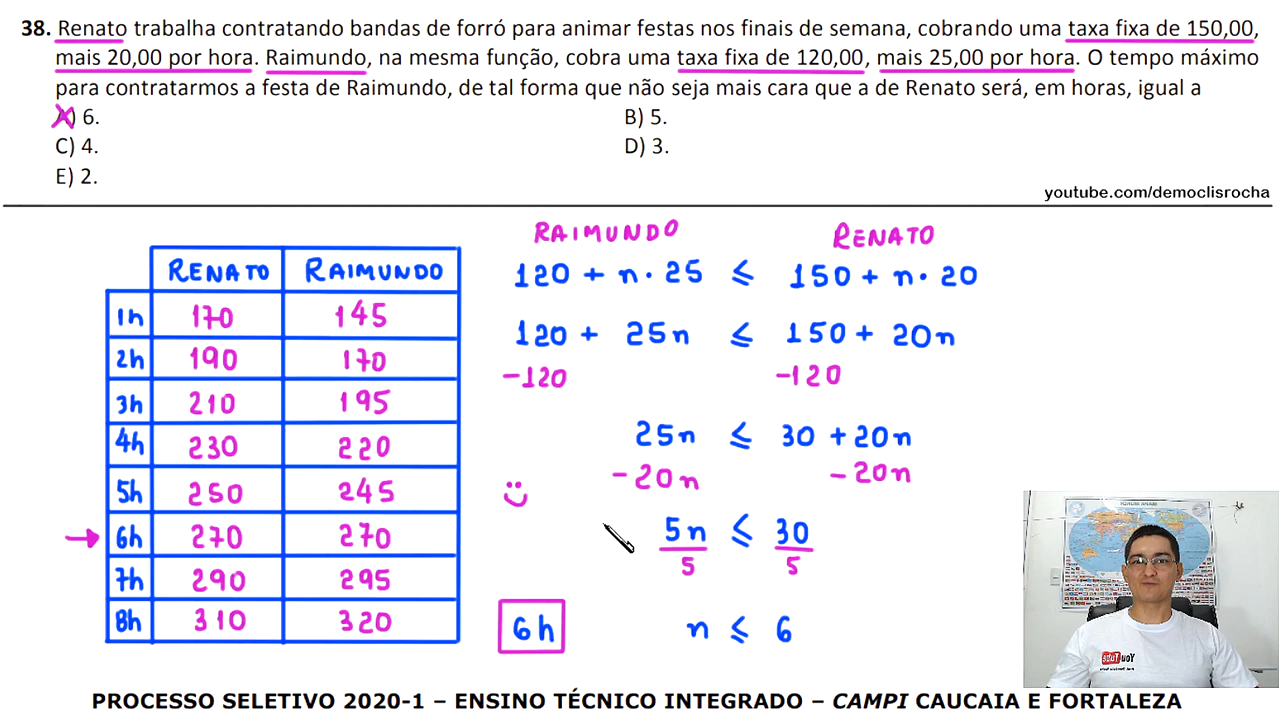 38. Renato trabalha contratando bandas de forró para animar festas nos finais de semana, cobrando uma taxa fixa de 150,00,
mais 20,00 por hora. Raimundo, na mesma função, cobra uma taxa fixa de 120,00, mais 25,00 por hora. O tempo máximo
para contratarmos a festa de Raimundo, de tal forma que não seja mais cara que a de Renato será, em horas, igual a
A) 6. B) 5.
C) 4. D) 3.
E) 2.
youtube.com/democlisrocha
RENATO RAIMUNDO
1h 170 145
2h 190 170
3h 210 195
4h 230 220
5h 250 245
→ 6h 270 270
7h 290 295
8h 310 320
RAIMUNDO RENATO
120 + n · 25 ≤ 150 + n · 20
120 + 25n ≤ 150 + 20n
-120 -120
25n ≤ 30 + 20n
-20n -20n
5n ≤ 30
5 5
6h n ≤ 6
YouTube
PROCESSO SELETIVO 2020-1 – ENSINO TÉCNICO INTEGRADO – CAMPI CAUCAIA E FORTALEZA